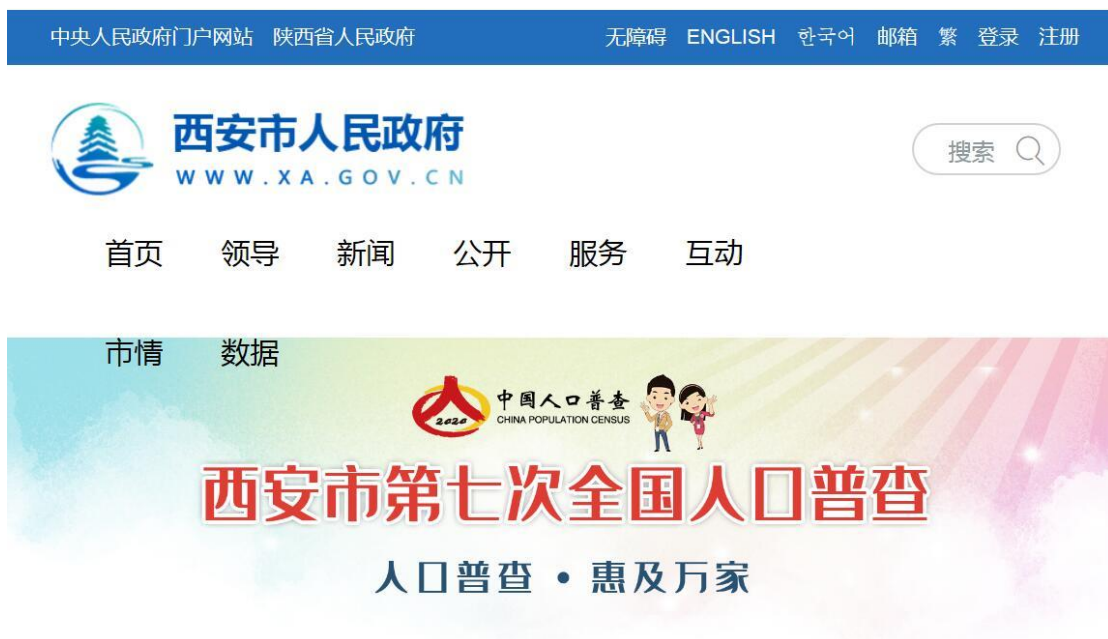 中央人民政府门户网站 陕西省人民政府 无障碍 ENGLISH 한국어 邮箱 繁 登录 注册
西安市人民政府
WWW.XA.GOV.CN
搜索
首页 领导 新闻 公开 服务 互动
市情 数据
2020
中国人口普查
CHINA POPULATION CENSUS
西安市第七次全国人口普查
人口普查•惠及万家